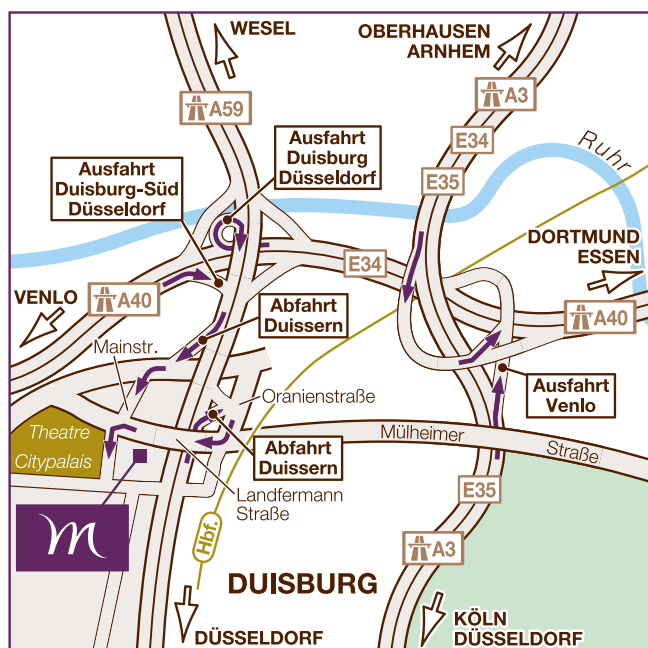 WESEL
OBERHAUSEN
ARNHEM
A59
A3
E34
E35
Ruhr
Ausfahrt
Duisburg
Düsseldorf
Ausfahrt
Duisburg-Süd
Düsseldorf
DORTMUND
ESSEN
E34
VENLO
A40
A40
Abfahrt
Duissern
Mainstr.
Oranienstraße
Ausfahrt
Venlo
Theatre
Citypalais
Abfahrt
Duissern
Mülheimer
Straße
Landfermann
Straße
E35
m
Hbf.
A3
DUISBURG
DÜSSELDORF
KÖLN
DÜSSELDORF